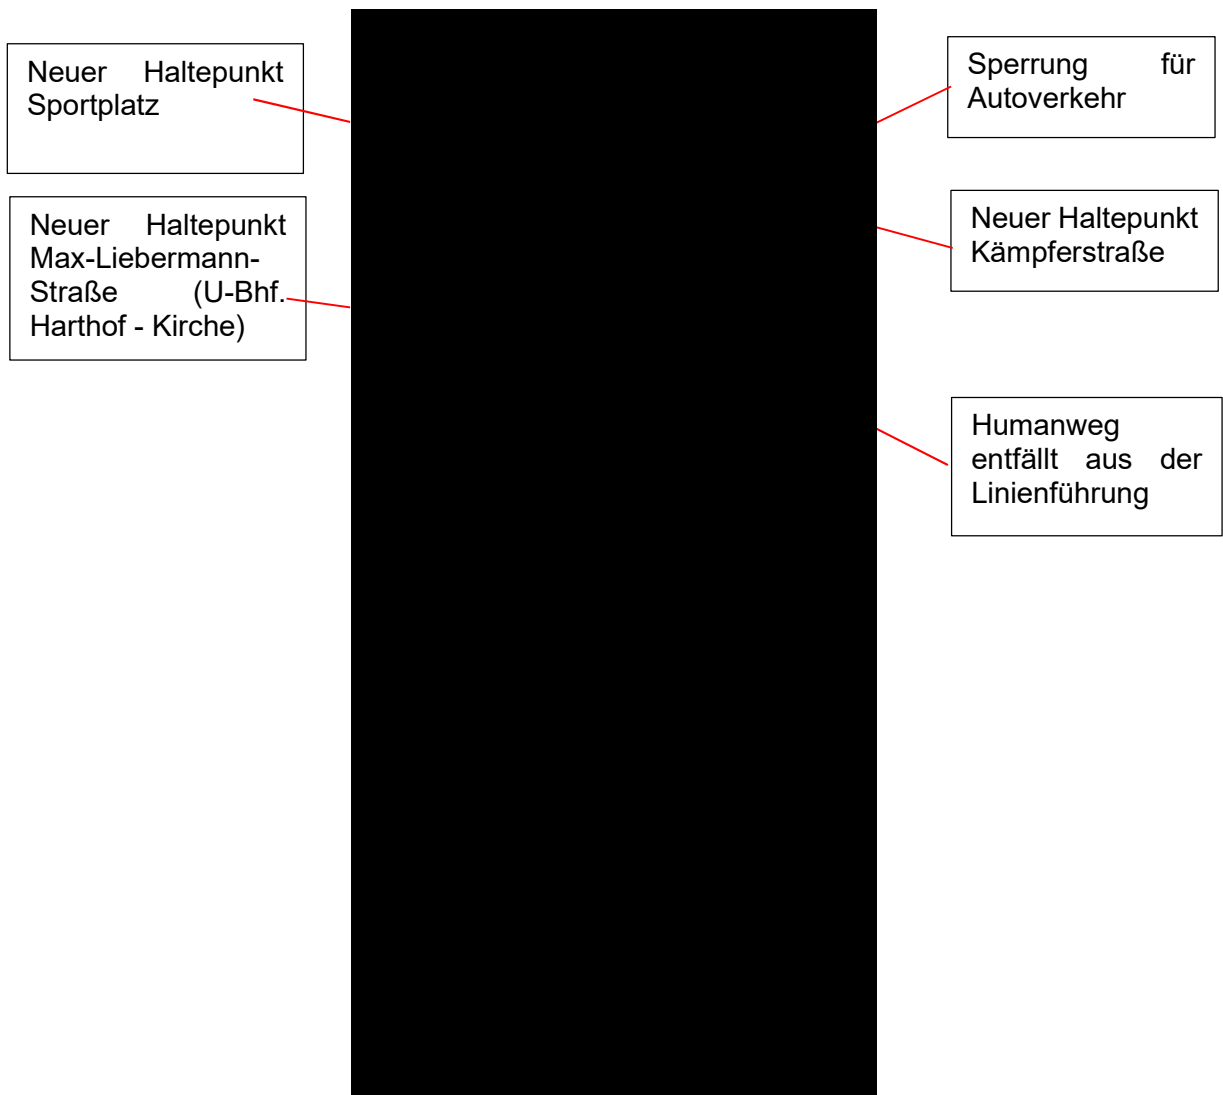 Neuer Haltepunkt
Sportplatz
Neuer Haltepunkt
Max-Liebermann-
Straße (U-Bhf.
Harthof - Kirche)
Sperrung für
Autoverkehr
Neuer Haltepunkt
Kämpferstraße
Humanweg
entfällt aus der
Linienführung